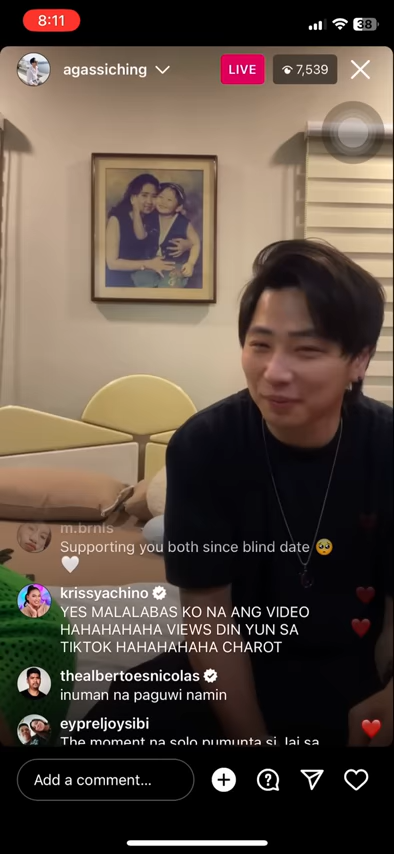 8:11
38
agassiching
LIVE
7,539
m.brnis
Supporting you both since blind date 🥺
🤍
krissyachino
YES MALALABAS KO NA ANG VIDEO
HAHAHAHAHA VIEWS DIN YUN SA
TIKTOK HAHAHAHAHA CHAROT
thealbertoesnicolas
inuman na paguwi namin
eypreljoysibi
The moment na solo pumunta si Jai sa
Add a comment...